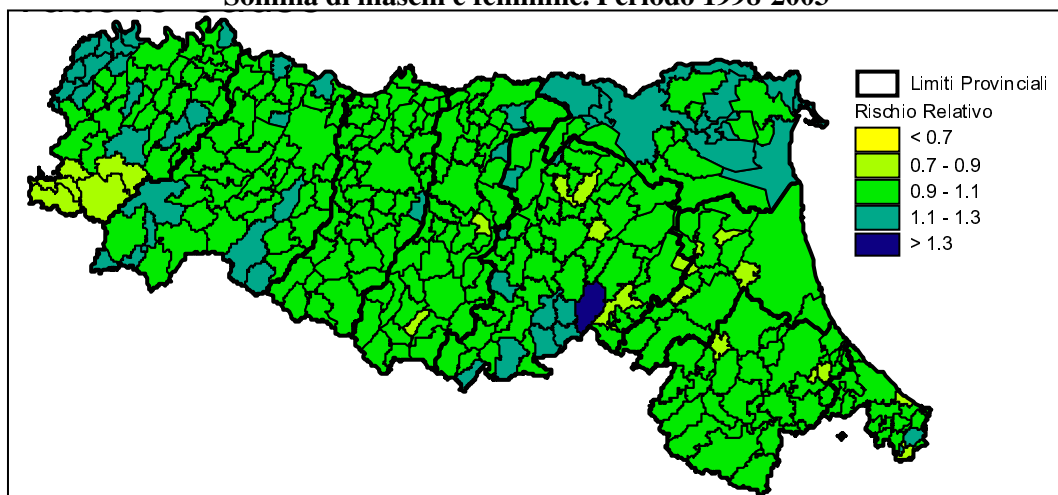 Somma di maschi e femmine. Periodo 1998-2003
Limiti Provinciali
Rischio Relativo
< 0.7
0.7 - 0.9
0.9 - 1.1
1.1 - 1.3
> 1.3